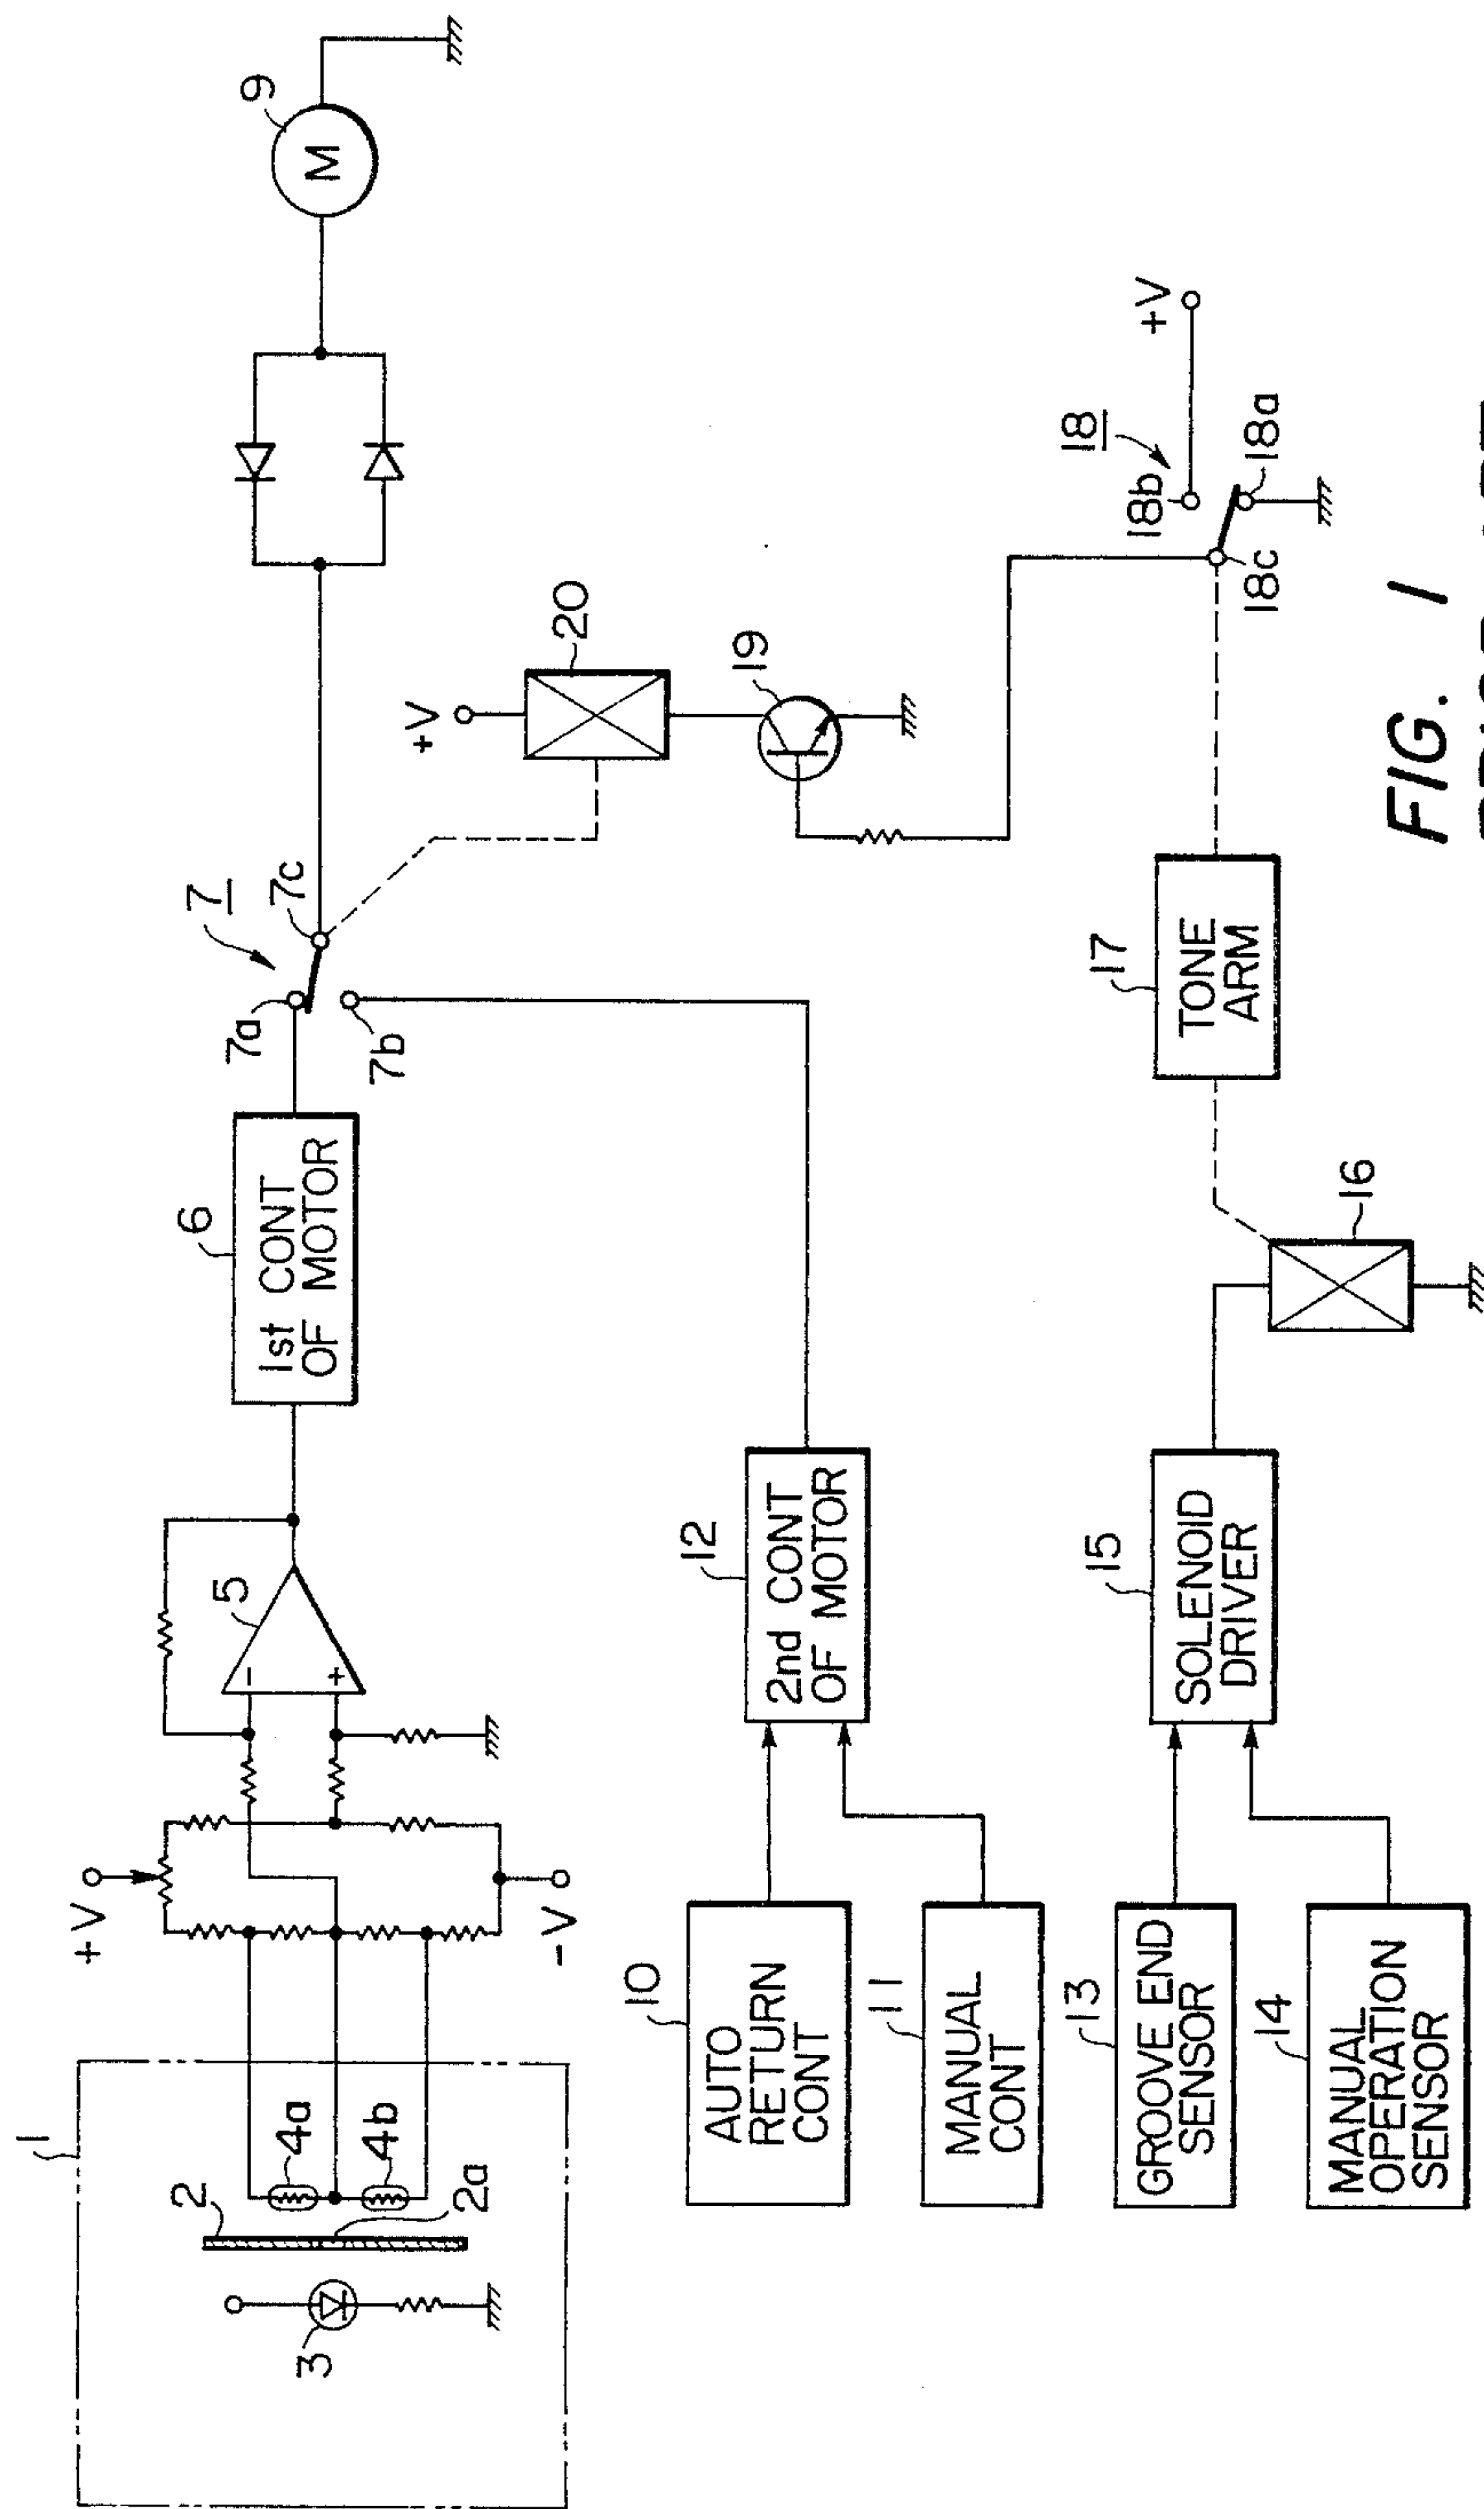 1
2
2a
3
4a
4b
+V
-V
5
-
+
6
1st CONT
OF MOTOR
7
7a
7b
7c
9
M
10
AUTO
RETURN
CONT
11
MANUAL
CONT
12
2nd CONT
OF MOTOR
+V
20
19
13
GROOVE END
SENSOR
14
MANUAL
OPERATION
SENSOR
15
SOLENOID
DRIVER
16
17
TONE
ARM
18
18b
18a
18c
+V
FIG. 1